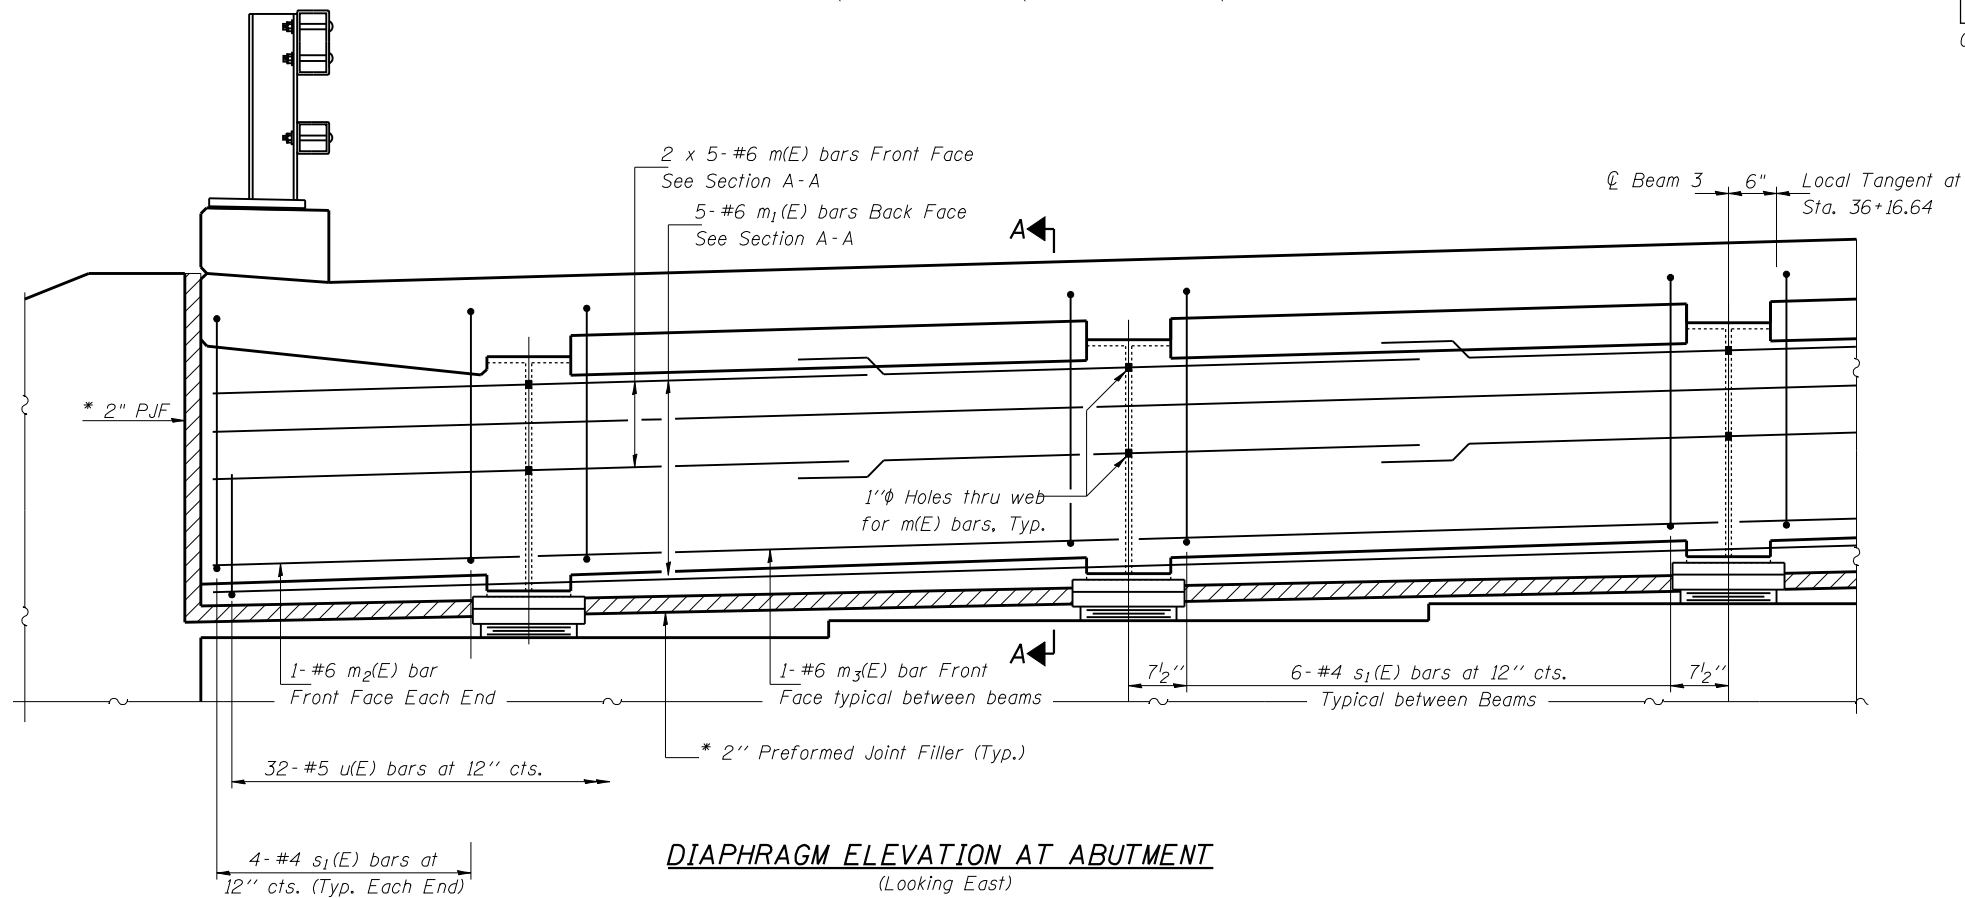 2 x 5-#6 m(E) bars Front Face
See Section A-A
5-#6 m1(E) bars Back Face
See Section A-A
A
℄ Beam 3
6"
Local Tangent at
Sta. 36+16.64
* 2" PJF
1"ϕ Holes thru web
for m(E) bars, Typ.
A
1-#6 m2(E) bar
Front Face Each End
1-#6 m3(E) bar Front
Face typical between beams
7½"
6-#4 s1(E) bars at 12" cts.
Typical between Beams
7½"
* 2" Preformed Joint Filler (Typ.)
32-#5 u(E) bars at 12" cts.
4-#4 s1(E) bars at
12" cts. (Typ. Each End)
DIAPHRAGM ELEVATION AT ABUTMENT
(Looking East)